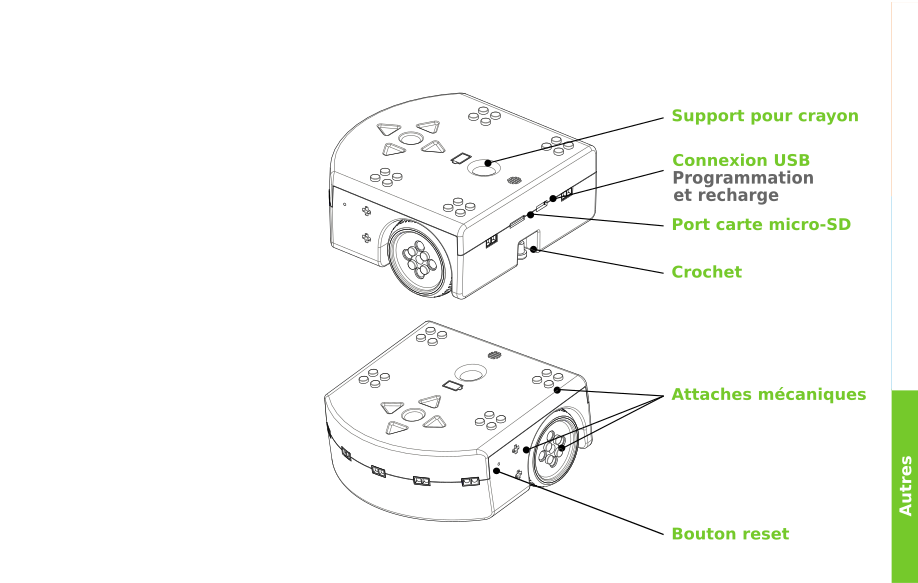 Support pour crayon
Connexion USB
Programmation
et recharge
Port carte micro-SD
Crochet
Attaches mécaniques
Autres
Bouton reset